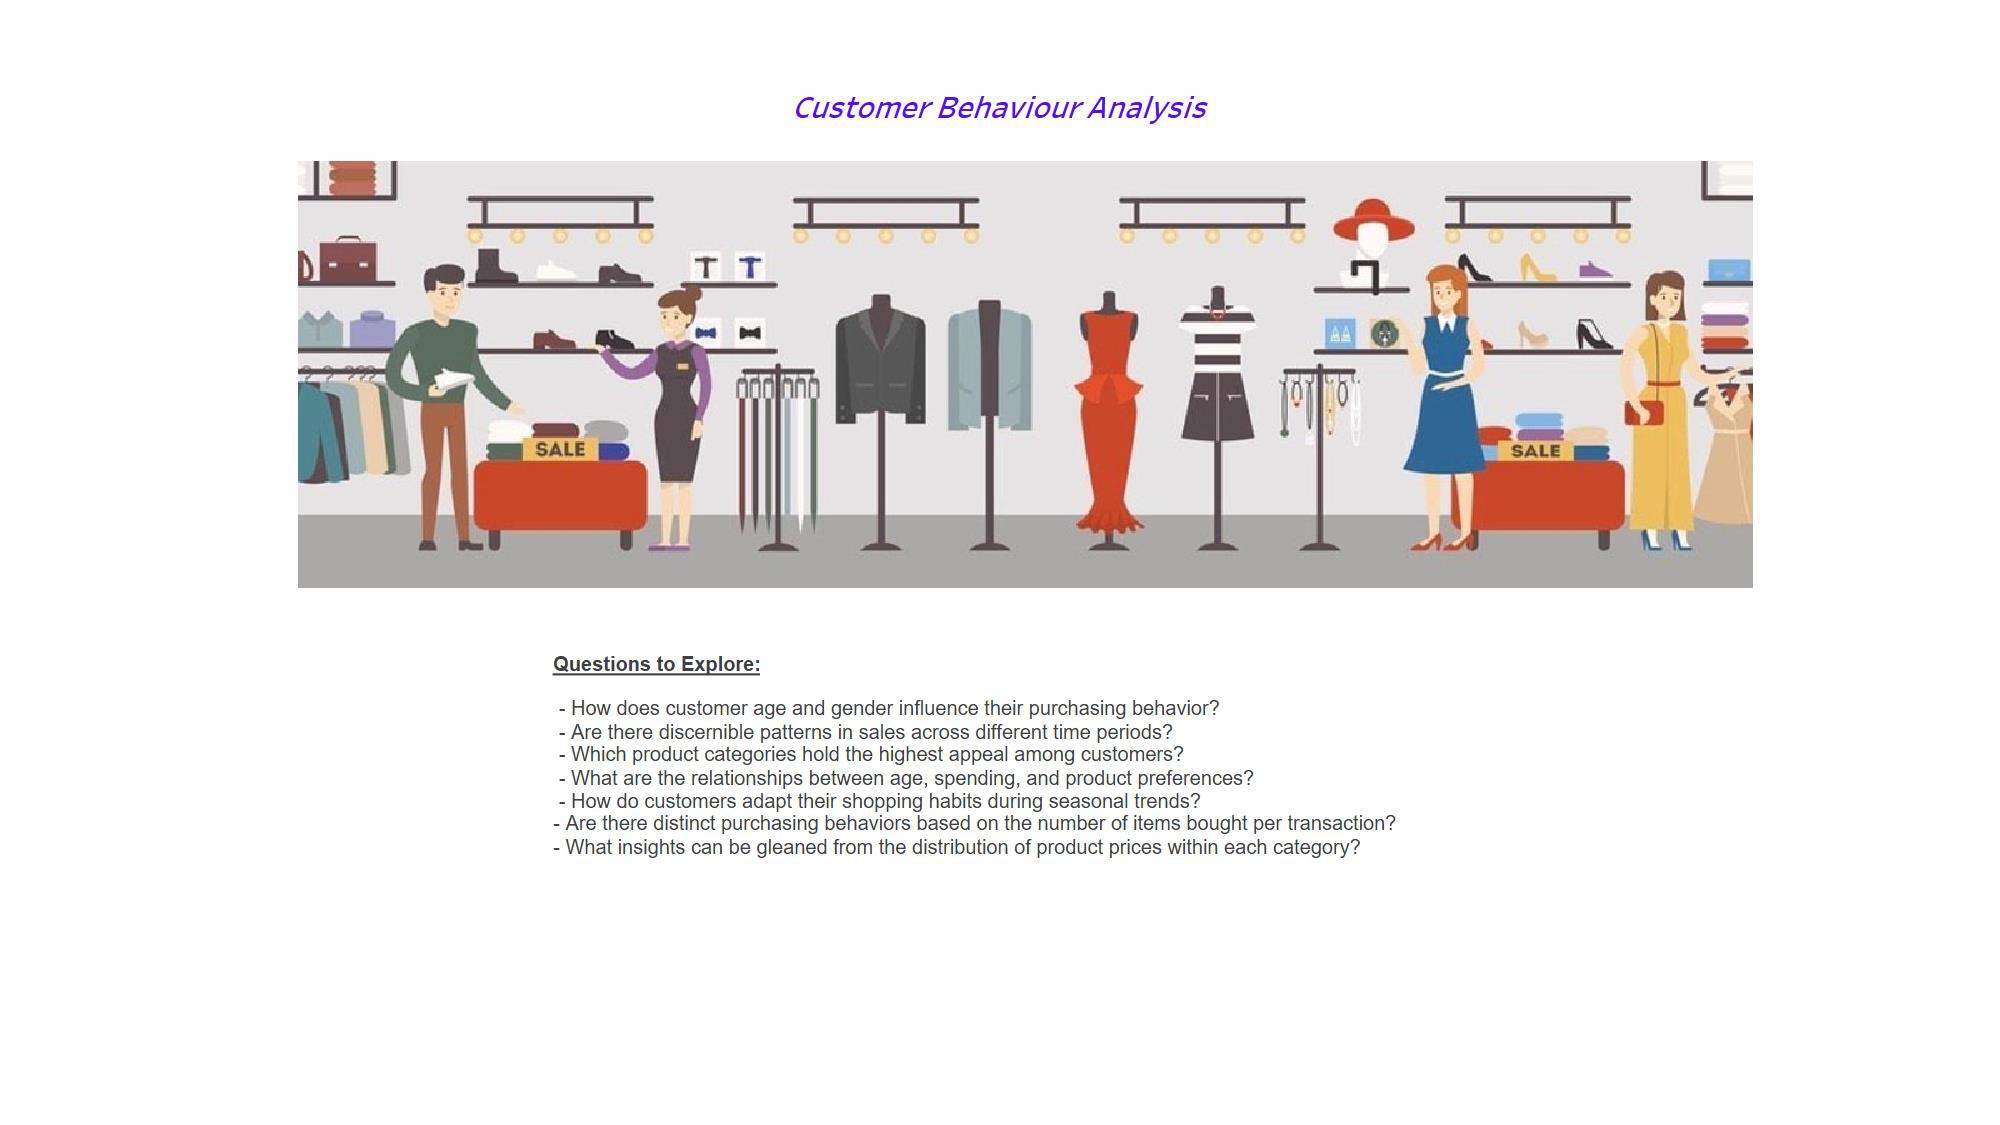 Customer Behaviour Analysis
SALE
SALE
Questions to Explore:
- How does customer age and gender influence their purchasing behavior?
- Are there discernible patterns in sales across different time periods?
- Which product categories hold the highest appeal among customers?
- What are the relationships between age, spending, and product preferences?
- How do customers adapt their shopping habits during seasonal trends?
- Are there distinct purchasing behaviors based on the number of items bought per transaction?
- What insights can be gleaned from the distribution of product prices within each category?